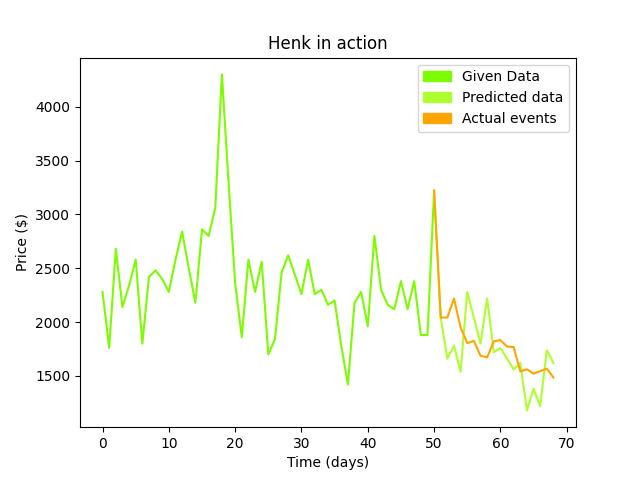 Henk in action
Given Data
Predicted data
Actual events
Price ($)
4000
3500
3000
2500
2000
1500
0 10 20 30 40 50 60 70
Time (days)